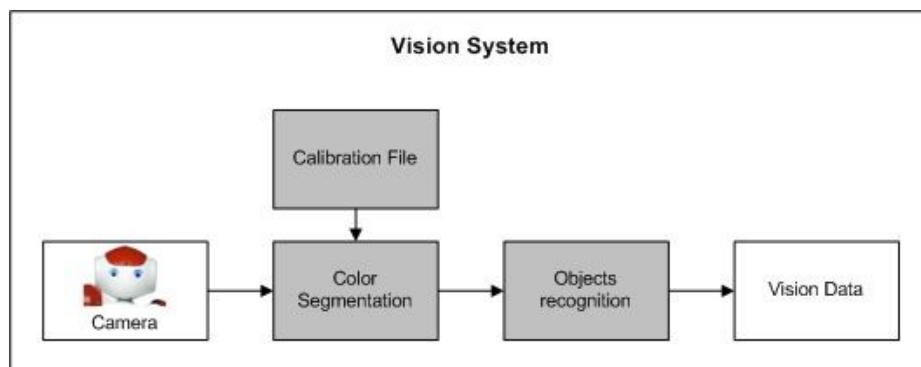 Vision System
Calibration File
Camera
Color
Segmentation
Objects
recognition
Vision Data